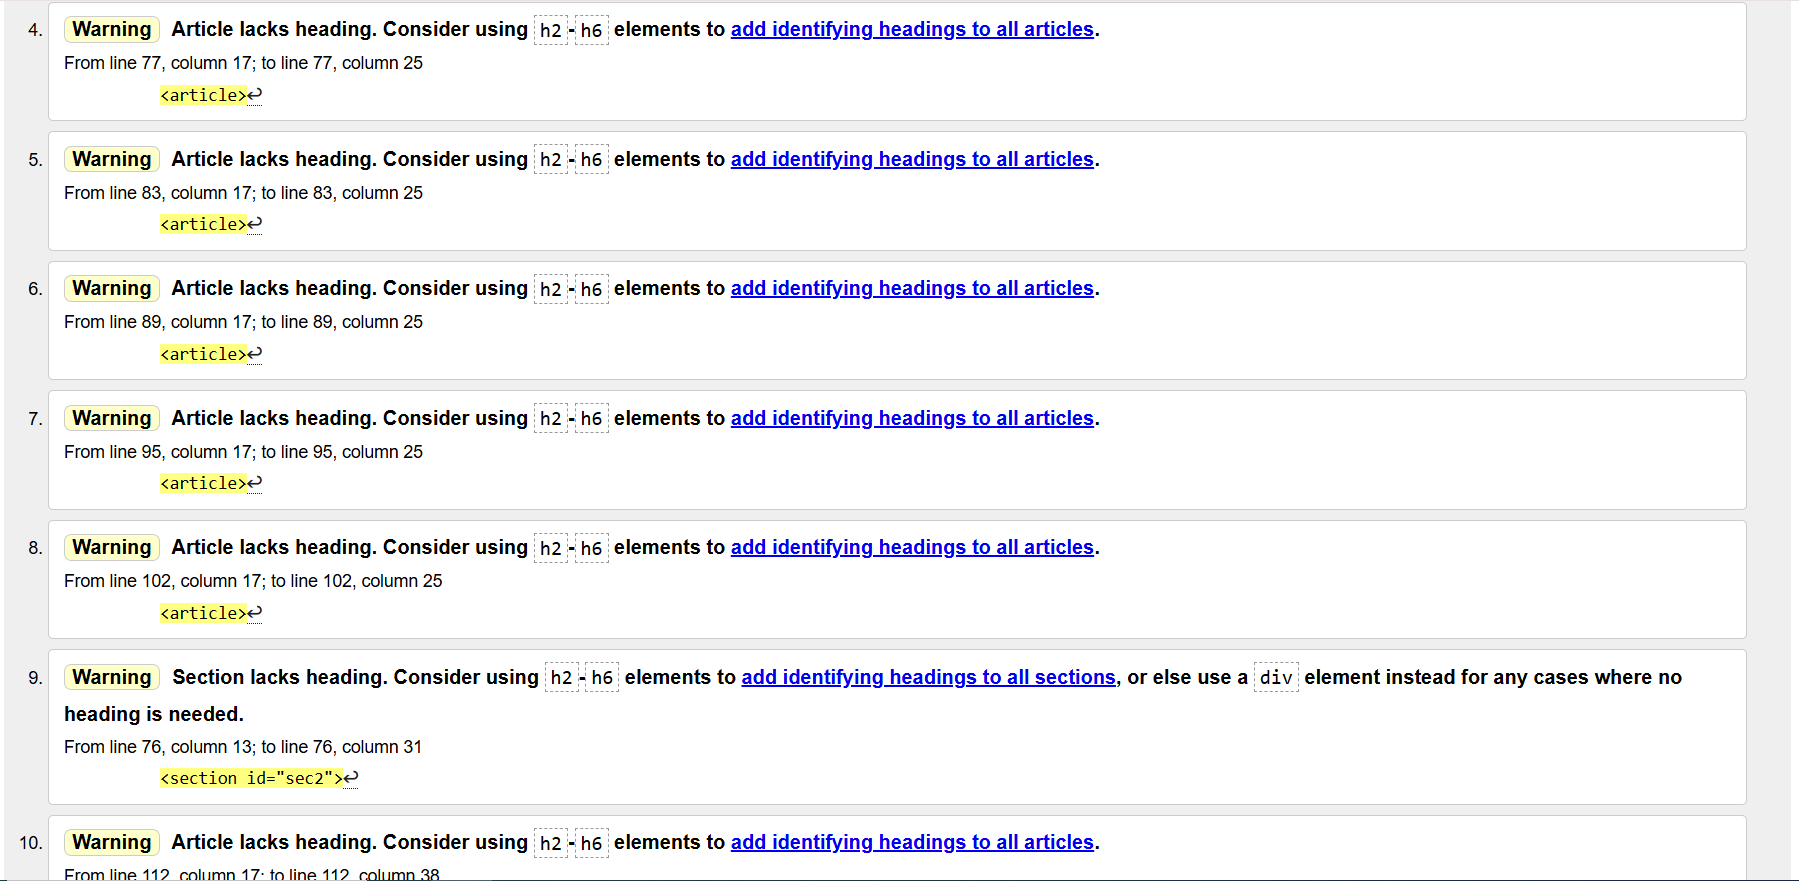 4. Warning Article lacks heading. Consider using h2-h6 elements to add identifying headings to all articles.
From line 77, column 17; to line 77, column 25
<article>↩
5. Warning Article lacks heading. Consider using h2-h6 elements to add identifying headings to all articles.
From line 83, column 17; to line 83, column 25
<article>↩
6. Warning Article lacks heading. Consider using h2-h6 elements to add identifying headings to all articles.
From line 89, column 17; to line 89, column 25
<article>↩
7. Warning Article lacks heading. Consider using h2-h6 elements to add identifying headings to all articles.
From line 95, column 17; to line 95, column 25
<article>↩
8. Warning Article lacks heading. Consider using h2-h6 elements to add identifying headings to all articles.
From line 102, column 17; to line 102, column 25
<article>↩
9. Warning Section lacks heading. Consider using h2-h6 elements to add identifying headings to all sections, or else use a div element instead for any cases where no
heading is needed.
From line 76, column 13; to line 76, column 31
<section id="sec2">↩
10. Warning Article lacks heading. Consider using h2-h6 elements to add identifying headings to all articles.
From line 112, column 17; to line 112, column 38